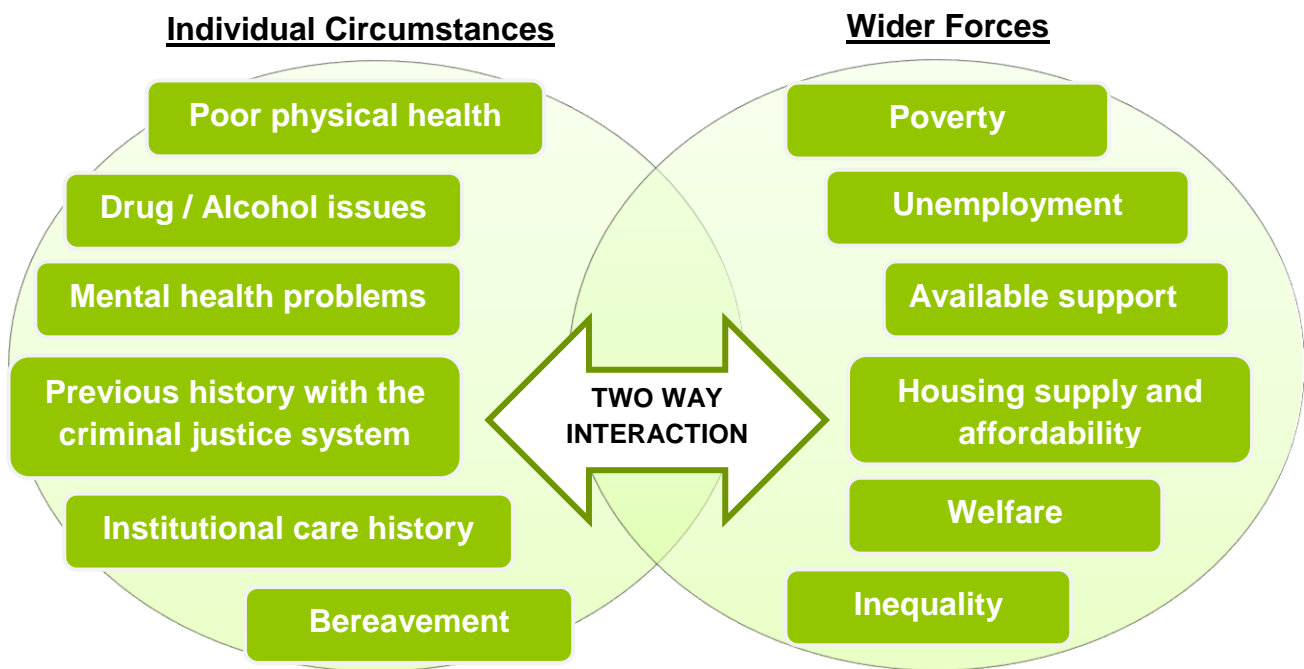 Individual Circumstances
Poor physical health
Drug / Alcohol issues
Mental health problems
Previous history with the
criminal justice system
Institutional care history
Bereavement
TWO WAY
INTERACTION
Wider Forces
Poverty
Unemployment
Available support
Housing supply and
affordability
Welfare
Inequality